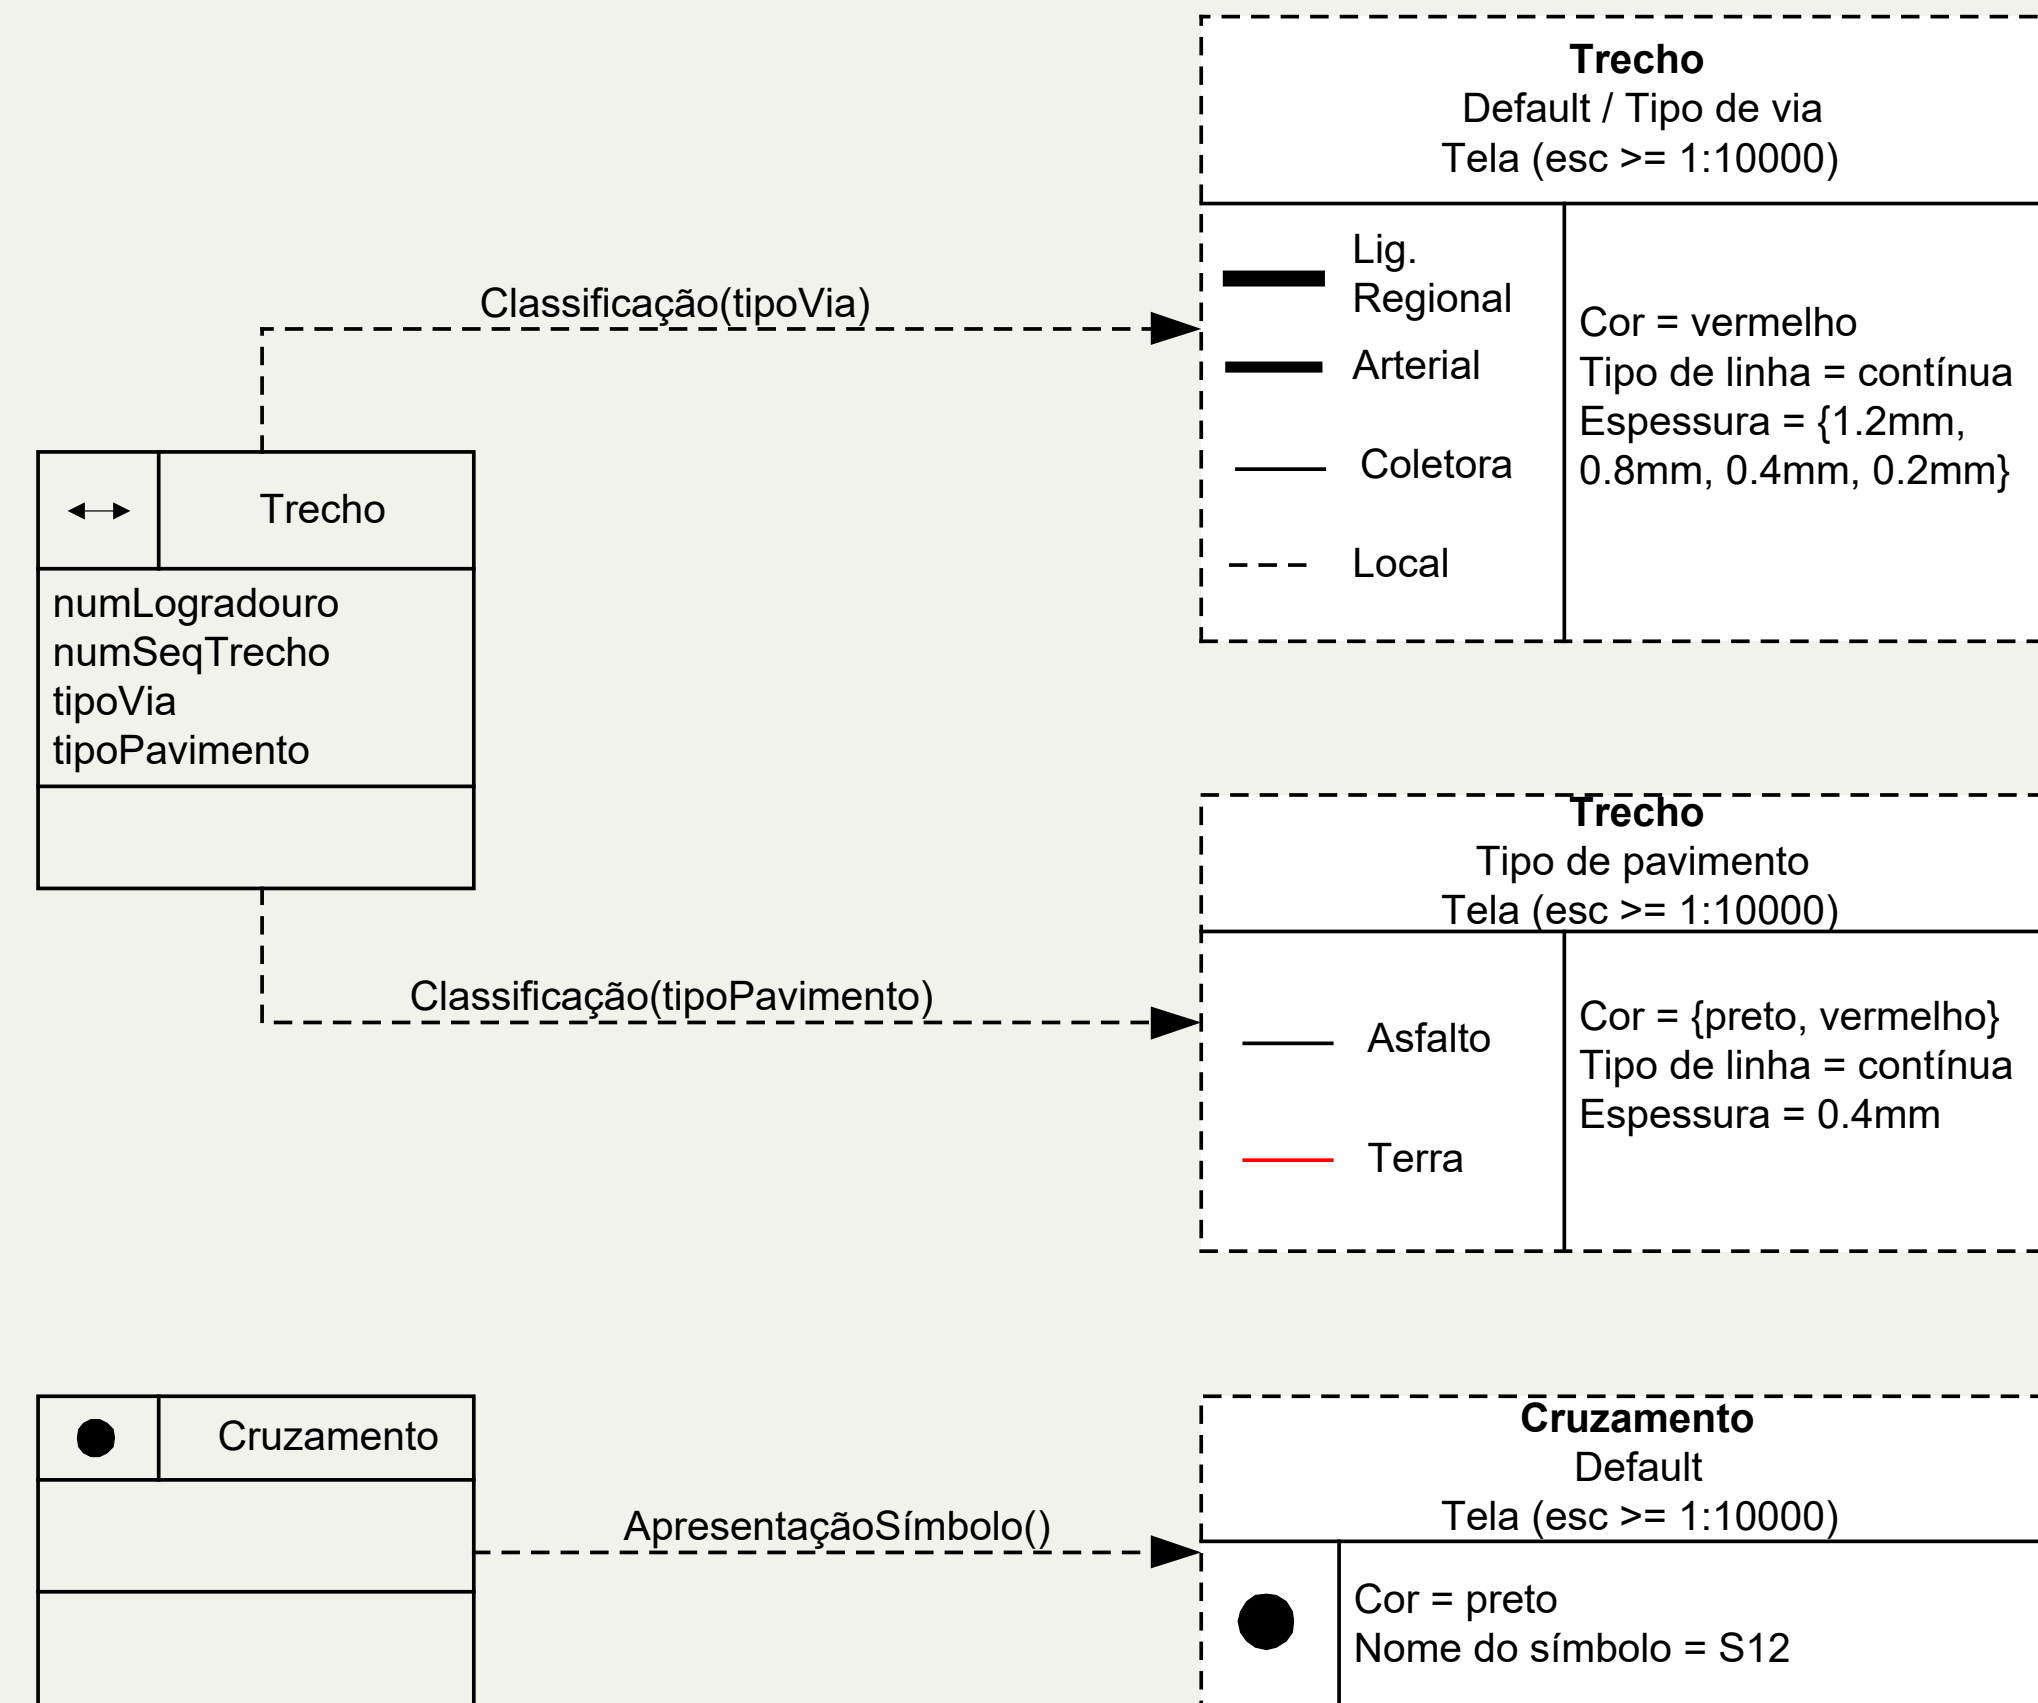 Trecho
Default / Tipo de via
Tela (esc >= 1:10000)
Lig.
Regional
Arterial
Coletora
Local
Cor = vermelho
Tipo de linha = contínua
Espessura = {1.2mm,
0.8mm, 0.4mm, 0.2mm}
Classificação(tipoVia)
Trecho
numLogradouro
numSeqTrecho
tipoVia
tipoPavimento
Classificação(tipoPavimento)
Trecho
Tipo de pavimento
Tela (esc >= 1:10000)
Asfalto
Terra
Cor = {preto, vermelho}
Tipo de linha = contínua
Espessura = 0.4mm
Cruzamento
ApresentaçãoSímbolo()
Cruzamento
Default
Tela (esc >= 1:10000)
Cor = preto
Nome do símbolo = S12